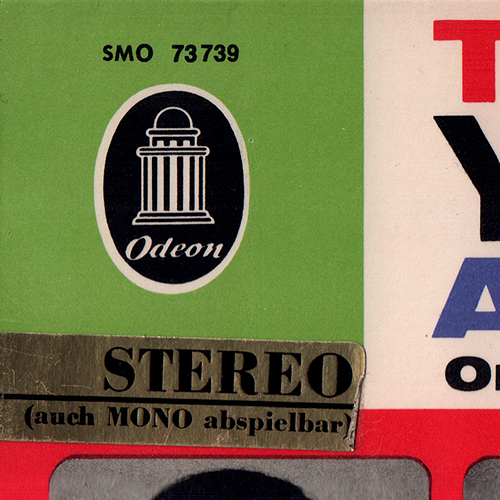 SMO 73739
Odeon
STEREO
(auch MONO abspielbar)